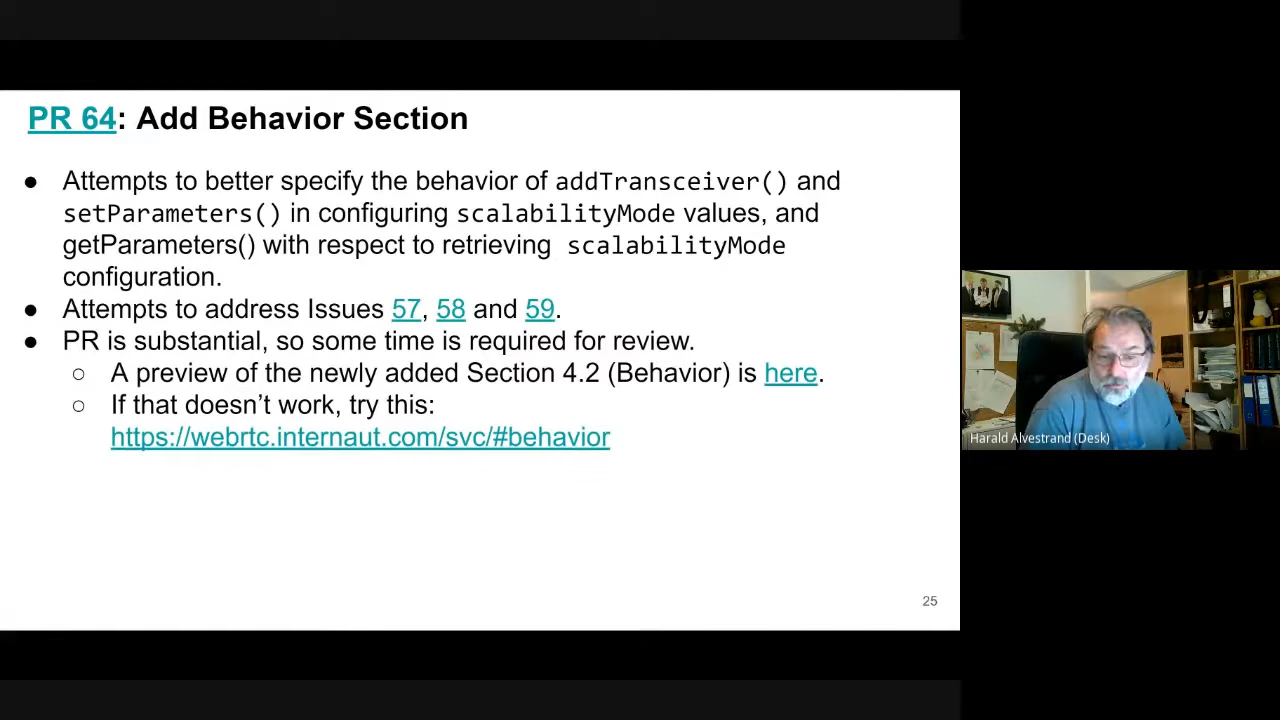 PR 64: Add Behavior Section
● Attempts to better specify the behavior of addTransceiver() and
setParameters() in configuring scalabilityMode values, and
getParameters() with respect to retrieving scalabilityMode
configuration.
● Attempts to address Issues 57, 58 and 59.
● PR is substantial, so some time is required for review.
○ A preview of the newly added Section 4.2 (Behavior) is here.
○ If that doesn’t work, try this:
https://webrtc.internaut.com/svc/#behavior
25
Harald Alvestrand (Desk)